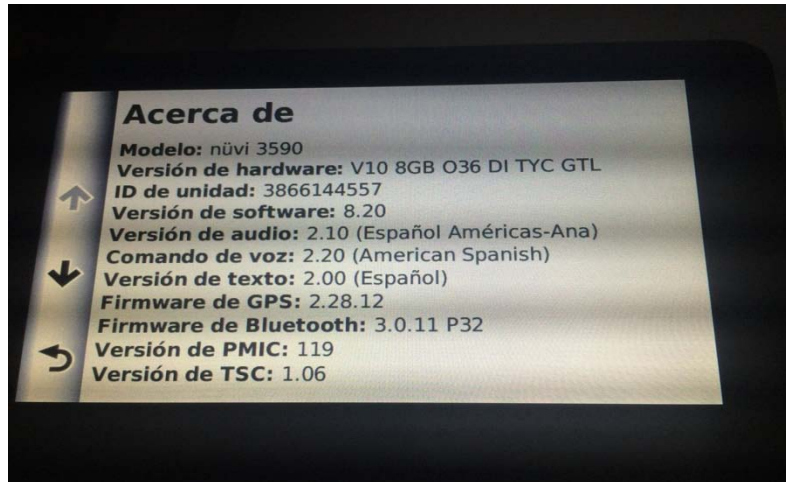 Acerca de
Modelo: nüvi 3590
Versión de hardware: V10 8GB O36 DI TYC GTL
ID de unidad: 3866144557
Versión de software: 8.20
Versión de audio: 2.10 (Español Américas-Ana)
Comando de voz: 2.20 (American Spanish)
Versión de texto: 2.00 (Español)
Firmware de GPS: 2.28.12
Firmware de Bluetooth: 3.0.11 P32
Versión de PMIC: 119
Versión de TSC: 1.06